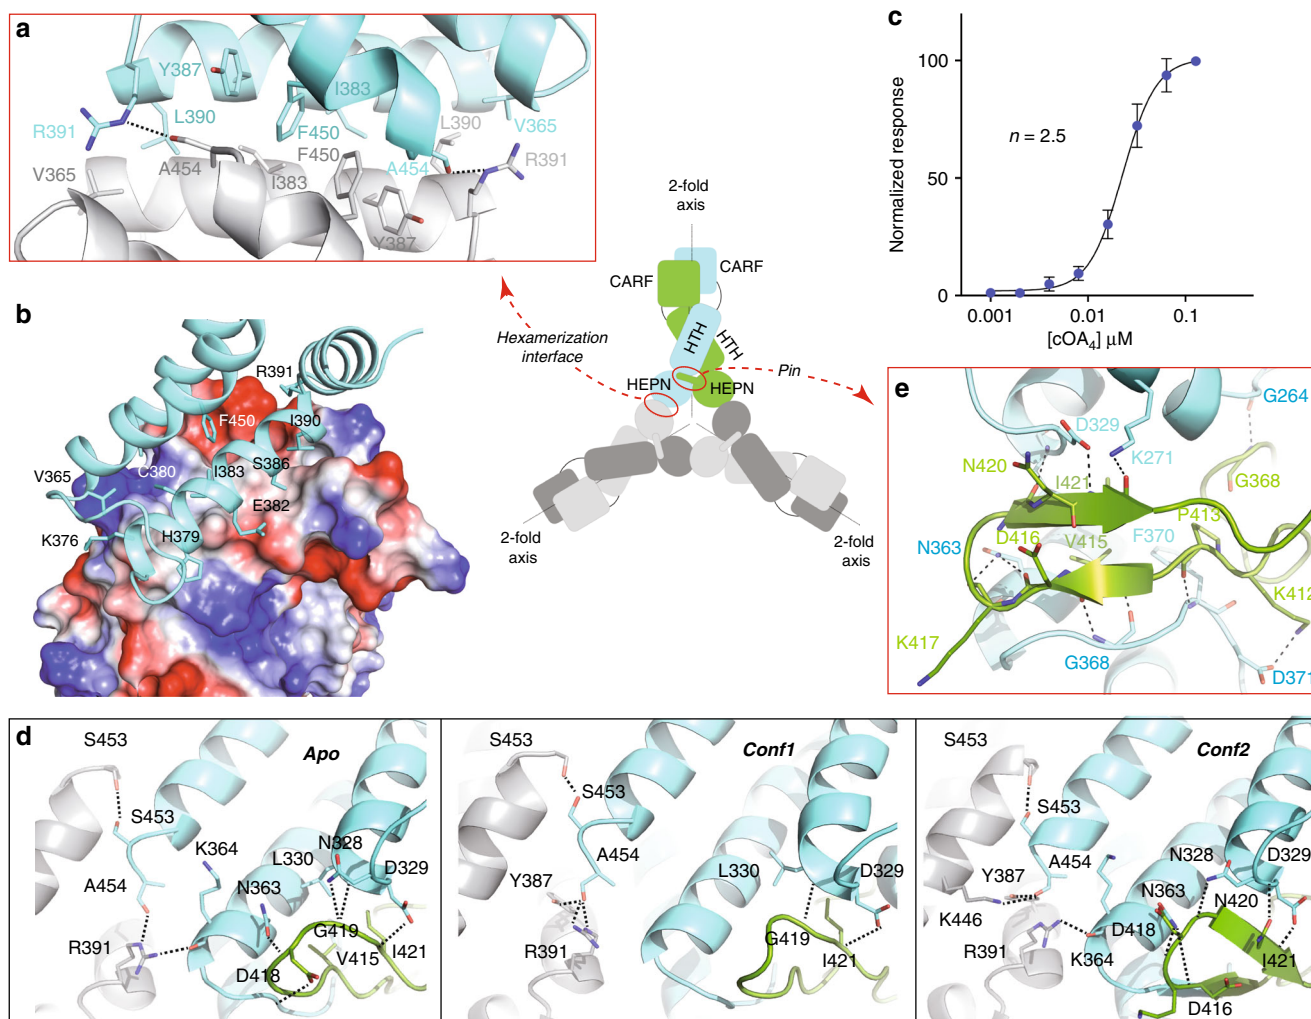 a
Y387
I383
L390
R391
F450
L390
V365
F450
V365
A454
I383
A454
R391
Y387
2-fold
axis
CARF
CARF
HTH
HTH
Hexamerization
interface
Pin
HEPN
HEPN
2-fold
axis
2-fold
axis
b
R391
F450
I390
V365
C380
I383
S386
E382
K376
H379
c
Normalized response
100
50
0
n = 2.5
0.001
0.01
0.1
[cOA4] μM
e
G264
D329
N420
K271
I421
G368
P413
N363
D416
V415
F370
K412
K417
G368
D371
d
Apo
S453
S453
K364
N328
L330
D329
A454
N363
G419
R391
I421
V415
D418
Conf1
S453
S453
A454
L330
D329
Y387
G419
R391
I421
Conf2
S453
S453
A454
N328
D329
Y387
N363
N420
K446
D418
R391
K364
I421
D416